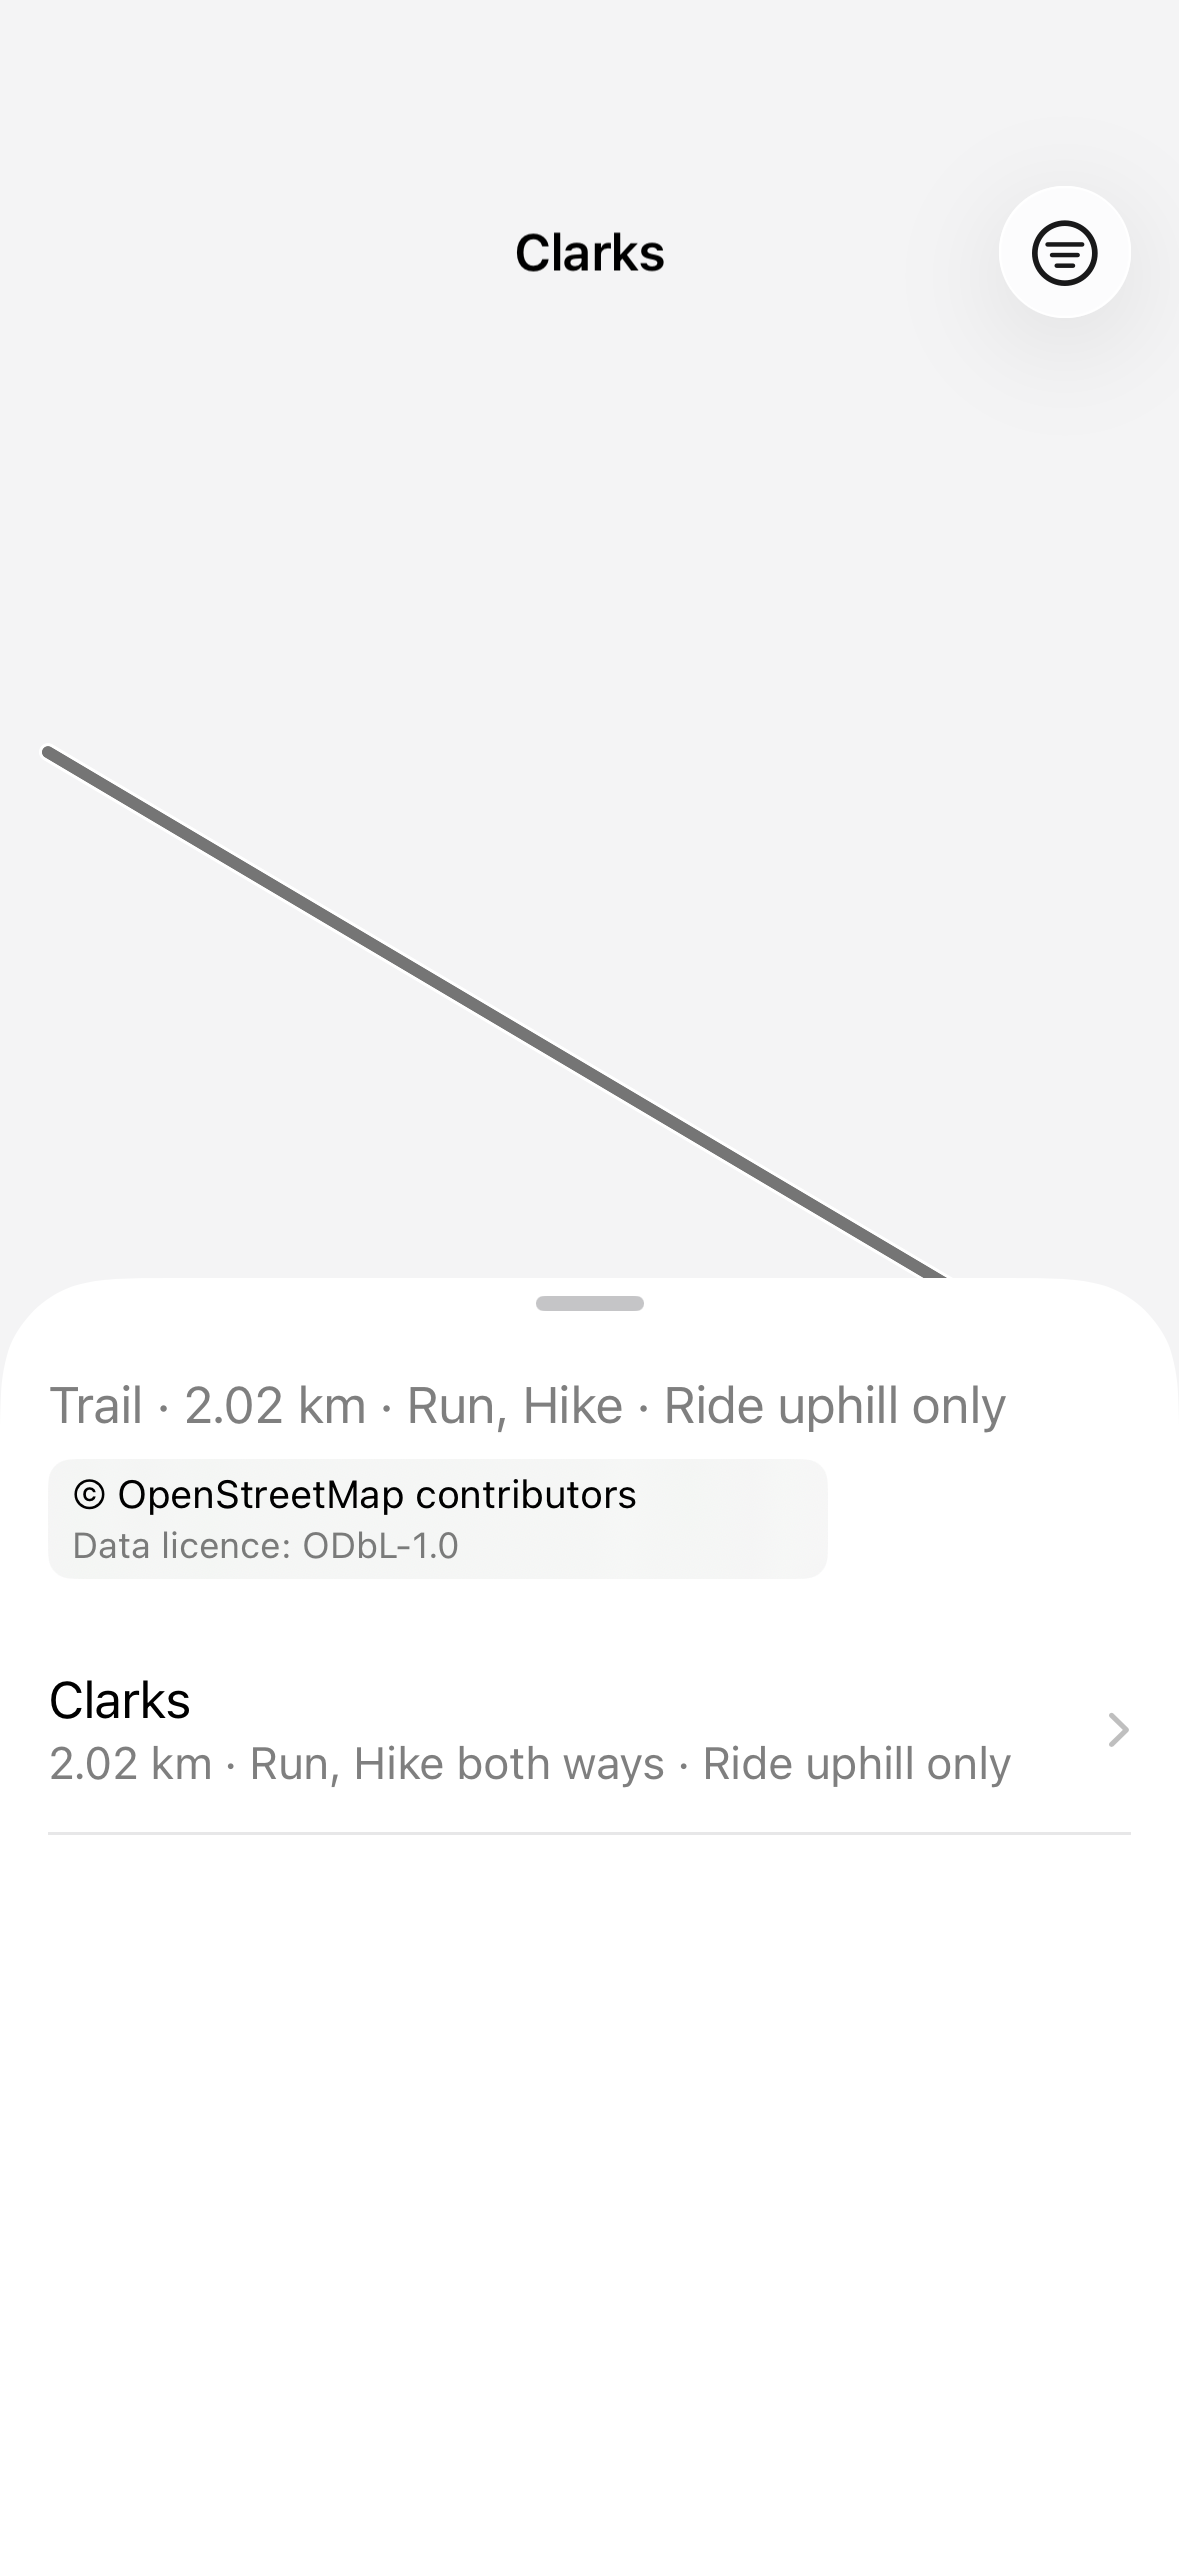 Clarks
Trail · 2.02 km · Run, Hike · Ride uphill only
© OpenStreetMap contributors
Data licence: ODbL-1.0
Clarks
2.02 km · Run, Hike both ways · Ride uphill only